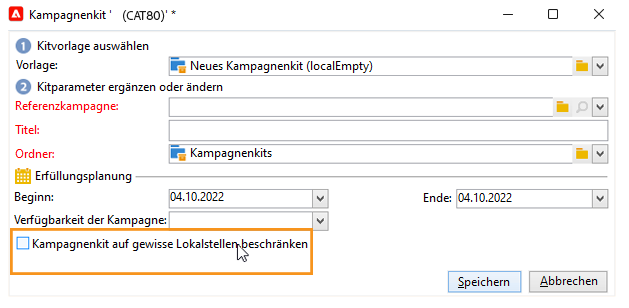 Kampagnenkit ' (CAT80)' *
1 Kitvorlage auswählen
Vorlage: Neues Kampagnenkit (localEmpty)
2 Kitparameter ergänzen oder ändern
Referenzkampagne:
Titel:
Ordner: Kampagnenkits
Erfüllungsplanung
Beginn: 04.10.2022 Ende: 04.10.2022
Verfügbarkeit der Kampagne:
Kampagnenkit auf gewisse Lokalstellen beschränken
Speichern Abbrechen